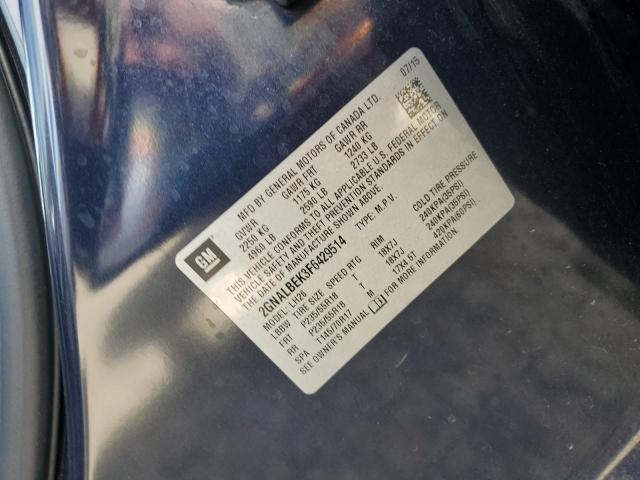 GM
MFD BY GENERAL MOTORS OF CANADA LTD. 07/15
GVWR GAWR FRT GAWR RR
2250 KG 1175 KG 1240 KG
4960 LB 2590 LB 2733 LB
THIS VEHICLE CONFORMS TO ALL APPLICABLE U.S. FEDERAL MOTOR
VEHICLE SAFETY AND THEFT PREVENTION STANDARDS IN EFFECT ON
THE DATE OF MANUFACTURE SHOWN ABOVE.
2GNALBEK3F6429514 TYPE: M.P.V.
MODEL: LH26
LBBW TIRE SIZE SPEED RTG RIM COLD TIRE PRESSURE
FRT P235/55R18 T 18X7J 240KPA(35PSI)
RR P235/55R18 T 18X7J 240KPA(35PSI)
SPA T145/70R17 M 17X4.5T 420KPA(60PSI)
SEE OWNER'S MANUAL FOR MORE INFORMATION.